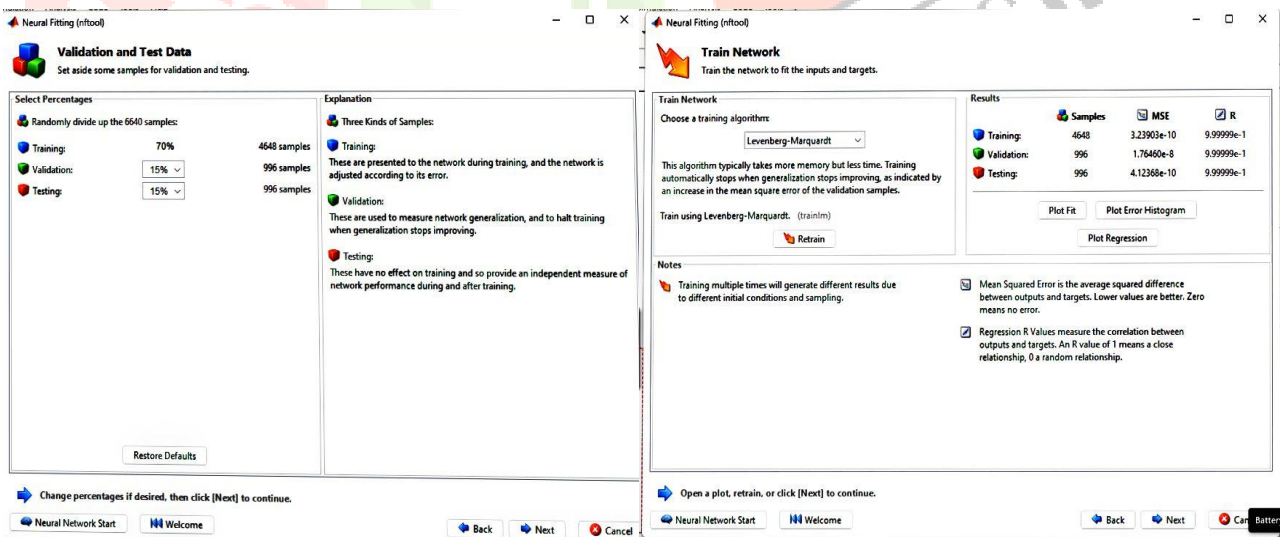 Neural Fitting (nftool)
Validation and Test Data
Set aside some samples for validation and testing.
Select Percentages
Randomly divide up the 6640 samples:
Training: 70% 4648 samples
Validation: 15% 996 samples
Testing: 15% 996 samples
Restore Defaults
Explanation
Three Kinds of Samples:
Training:
These are presented to the network during training, and the network is
adjusted according to its error.
Validation:
These are used to measure network generalization, and to halt training
when generalization stops improving.
Testing:
These have no effect on training and so provide an independent measure of
network performance during and after training.
Change percentages if desired, then click [Next] to continue.
Neural Network Start Welcome Back Next Cancel
Neural Fitting (nftool)
Train Network
Train the network to fit the inputs and targets.
Train Network
Choose a training algorithm:
Levenberg-Marquardt
This algorithm typically takes more memory but less time. Training
automatically stops when generalization stops improving, as indicated by
an increase in the mean square error of the validation samples.
Train using Levenberg-Marquardt. (trainlm)
Retrain
Results
Samples MSE R
Training: 4648 3.23903e-10 9.99999e-1
Validation: 996 1.76460e-8 9.99999e-1
Testing: 996 4.12368e-10 9.99999e-1
Plot Fit Plot Error Histogram
Plot Regression
Notes
Training multiple times will generate different results due
to different initial conditions and sampling.
Mean Squared Error is the average squared difference
between outputs and targets. Lower values are better. Zero
means no error.
Regression R Values measure the correlation between
outputs and targets. An R value of 1 means a close
relationship, 0 a random relationship.
Open a plot, retrain, or click [Next] to continue.
Neural Network Start Welcome Back Next Can Batter